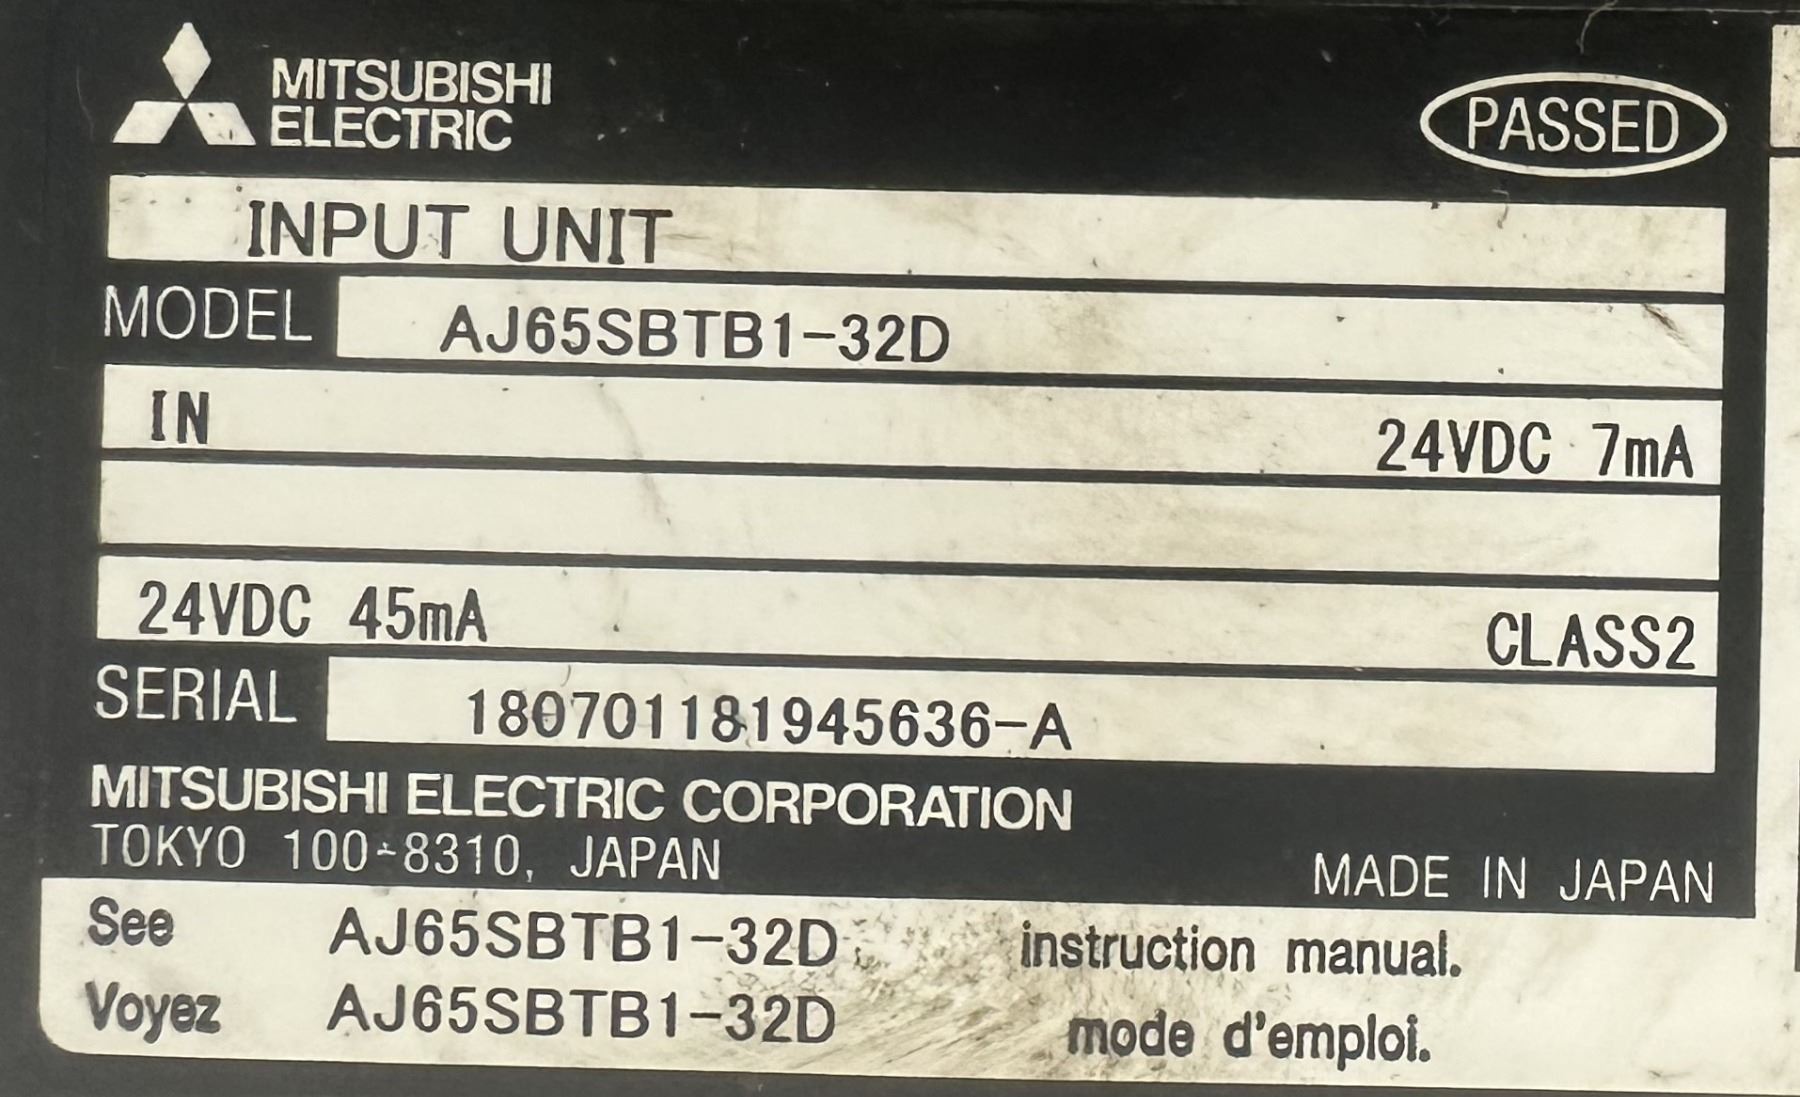 MITSUBISHI
ELECTRIC
PASSED
INPUT UNIT
MODEL AJ65SBTB1-32D
IN 24VDC 7mA
24VDC 45mA CLASS2
SERIAL 180701181945636-A
MITSUBISHI ELECTRIC CORPORATION
TOKYO 100-8310, JAPAN MADE IN JAPAN
See AJ65SBTB1-32D instruction manual.
Voyez AJ65SBTB1-32D mode d'emploi.